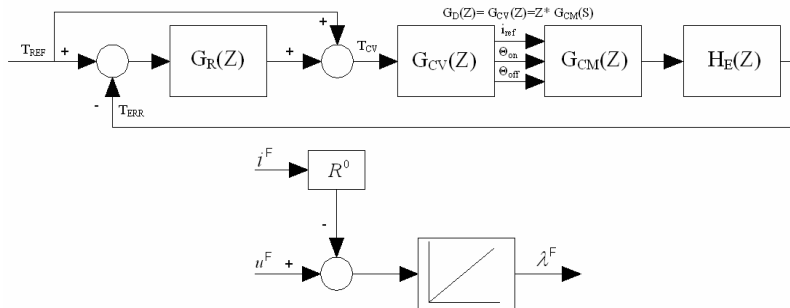 G_D(Z)= G_CV(Z)=Z* G_CM(S)
T_REF + + T_CV i_ref
G_R(Z) + G_CV(Z) Θ_on G_CM(Z) H_E(Z)
Θ_off
- T_ERR
i^F R^0
-
u^F + λ^F